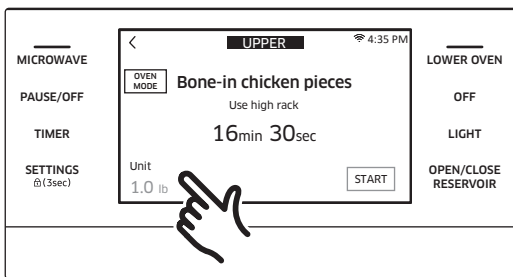 MICROWAVE
PAUSE/OFF
TIMER
SETTINGS
(3sec)
<
UPPER
4:35 PM
OVEN
MODE
Bone-in chicken pieces
Use high rack
16min 30sec
Unit
1.0 lb
START
LOWER OVEN
OFF
LIGHT
OPEN/CLOSE
RESERVOIR